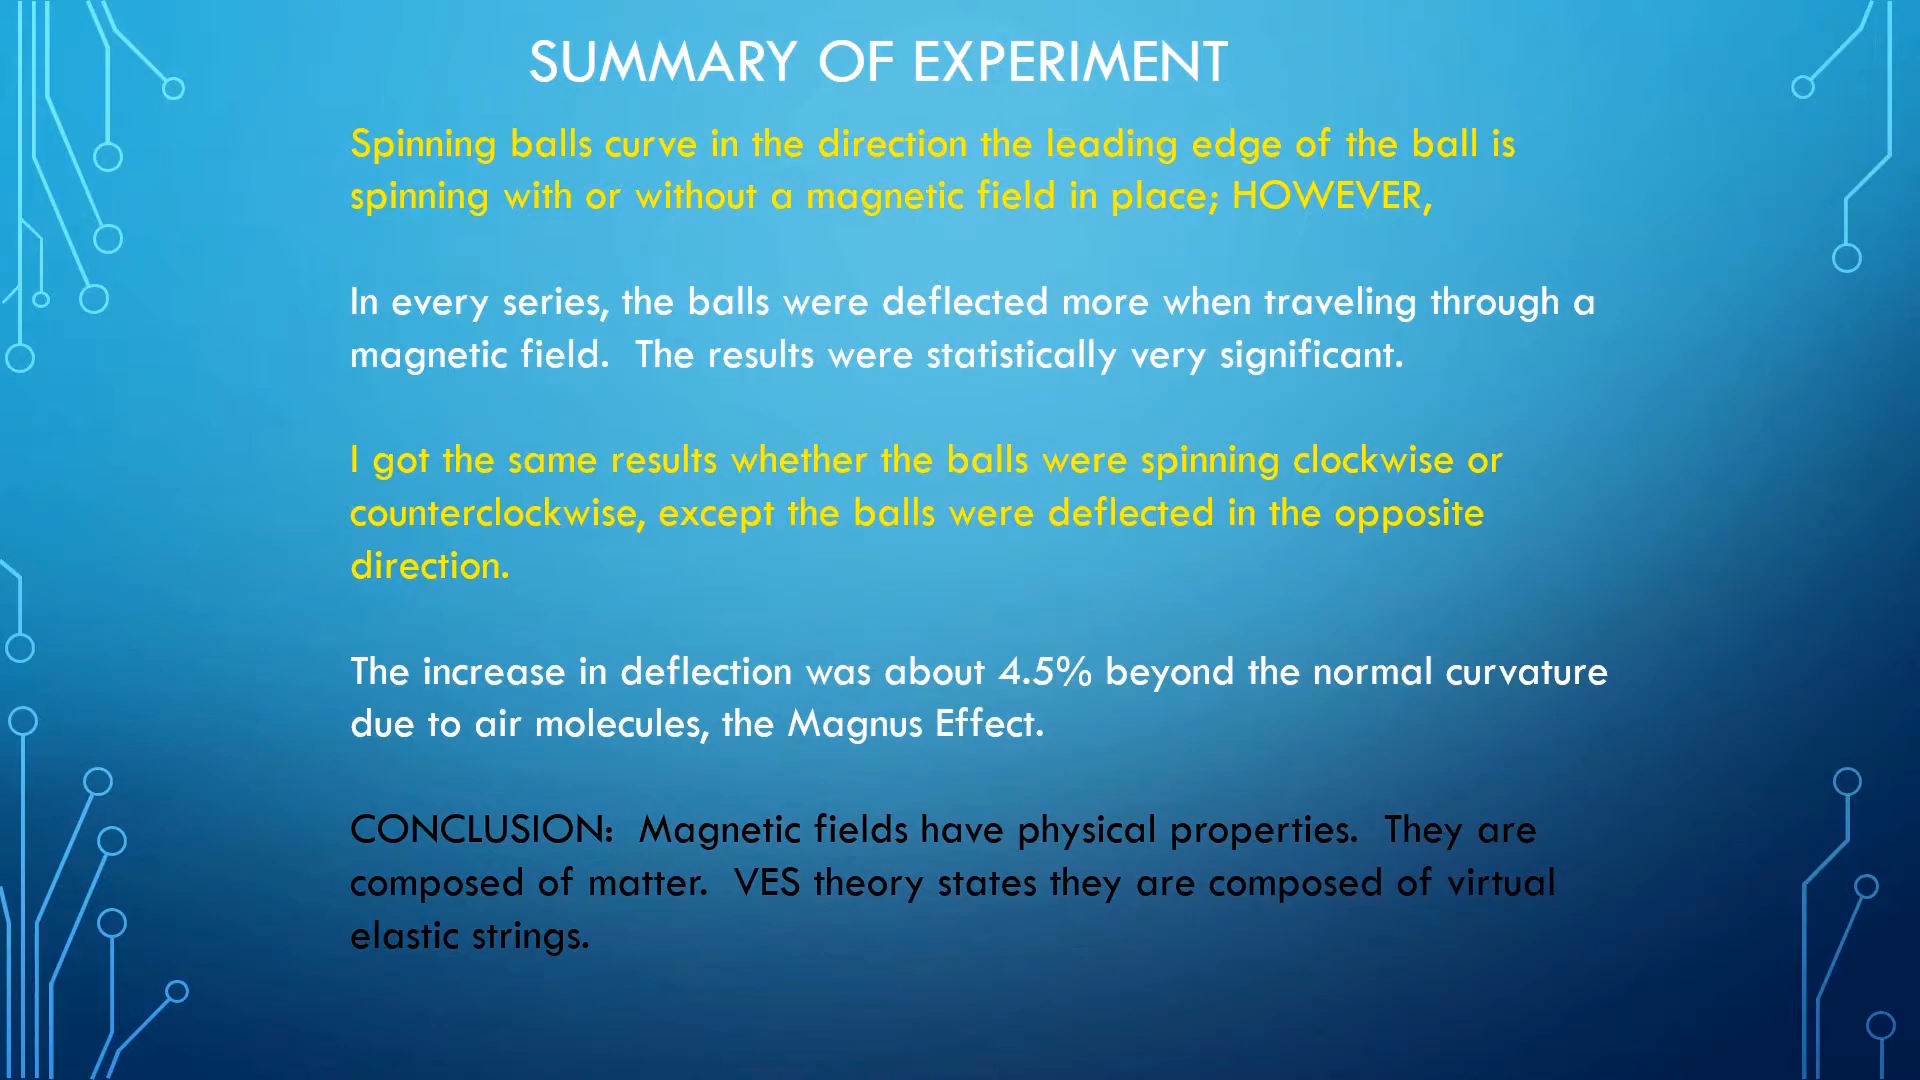 SUMMARY OF EXPERIMENT
Spinning balls curve in the direction the leading edge of the ball is
spinning with or without a magnetic field in place; HOWEVER,
In every series, the balls were deflected more when traveling through a
magnetic field.  The results were statistically very significant.
I got the same results whether the balls were spinning clockwise or
counterclockwise, except the balls were deflected in the opposite
direction.
The increase in deflection was about 4.5% beyond the normal curvature
due to air molecules, the Magnus Effect.
CONCLUSION:  Magnetic fields have physical properties.  They are
composed of matter.  VES theory states they are composed of virtual
elastic strings.